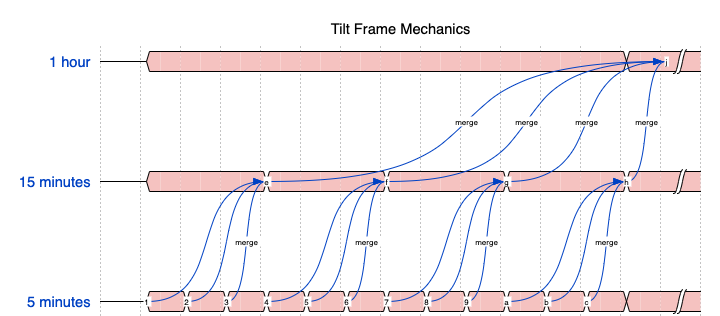 Tilt Frame Mechanics
1 hour
j
merge merge merge merge
15 minutes
e f g h
merge merge merge merge
5 minutes
1 2 3 4 5 6 7 8 9 a b c